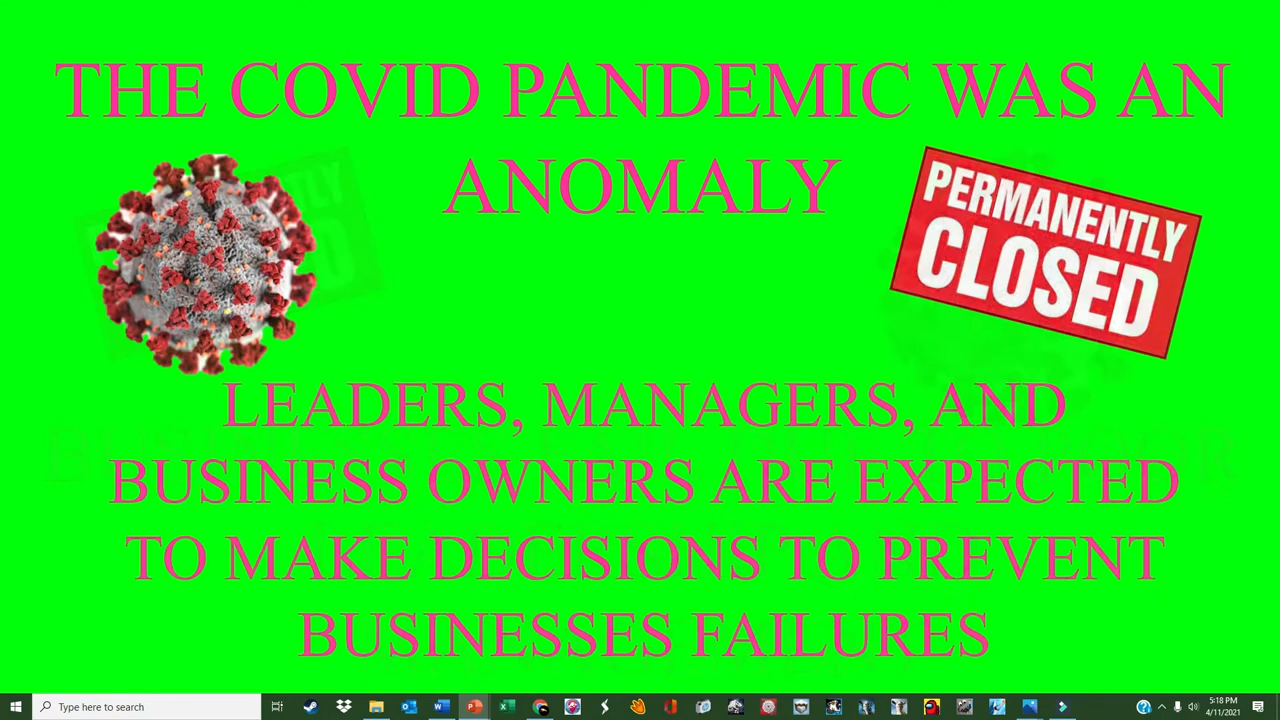 THE COVID PANDEMIC WAS AN
ANOMALY
PERMANENTLY
CLOSED
LEADERS, MANAGERS, AND
BUSINESS OWNERS ARE EXPECTED
TO MAKE DECISIONS TO PREVENT
BUSINESSES FAILURES
Type here to search
5:18 PM
4/11/2021